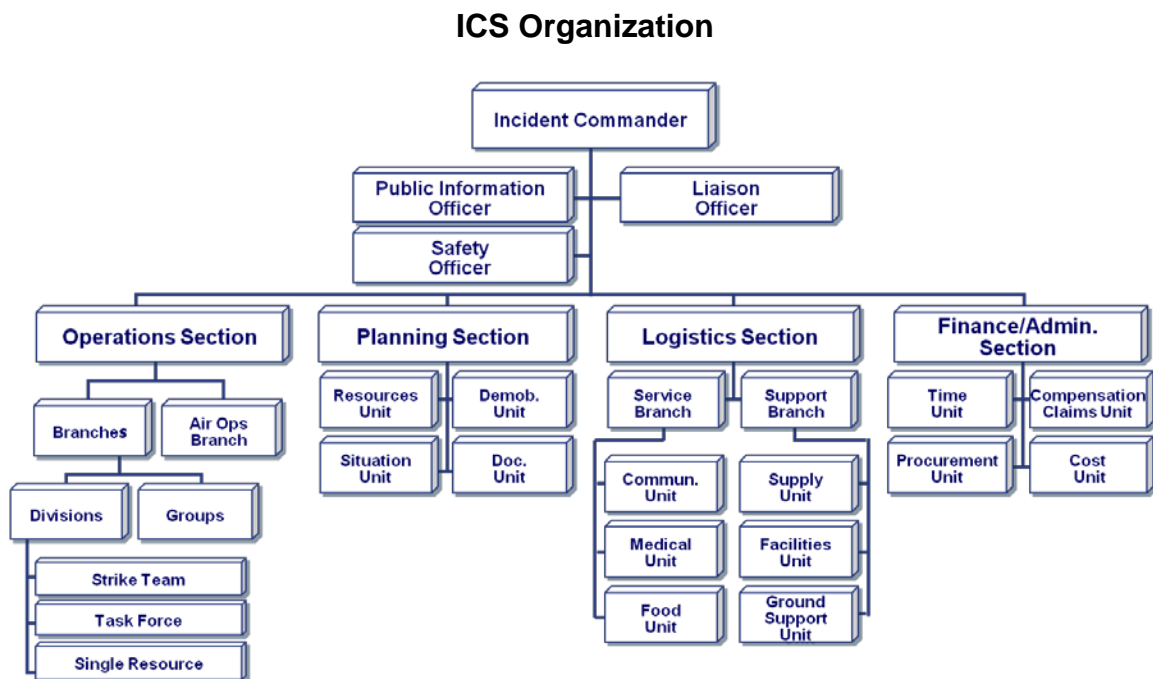 ICS Organization
Incident Commander
Public Information
Officer
Liaison
Officer
Safety
Officer
Operations Section
Planning Section
Logistics Section
Finance/Admin.
Section
Branches
Air Ops
Branch
Divisions
Groups
Strike Team
Task Force
Single Resource
Resources
Unit
Demob.
Unit
Situation
Unit
Doc.
Unit
Service
Branch
Support
Branch
Commun.
Unit
Supply
Unit
Medical
Unit
Facilities
Unit
Food
Unit
Ground
Support
Unit
Time
Unit
Compensation
Claims Unit
Procurement
Unit
Cost
Unit